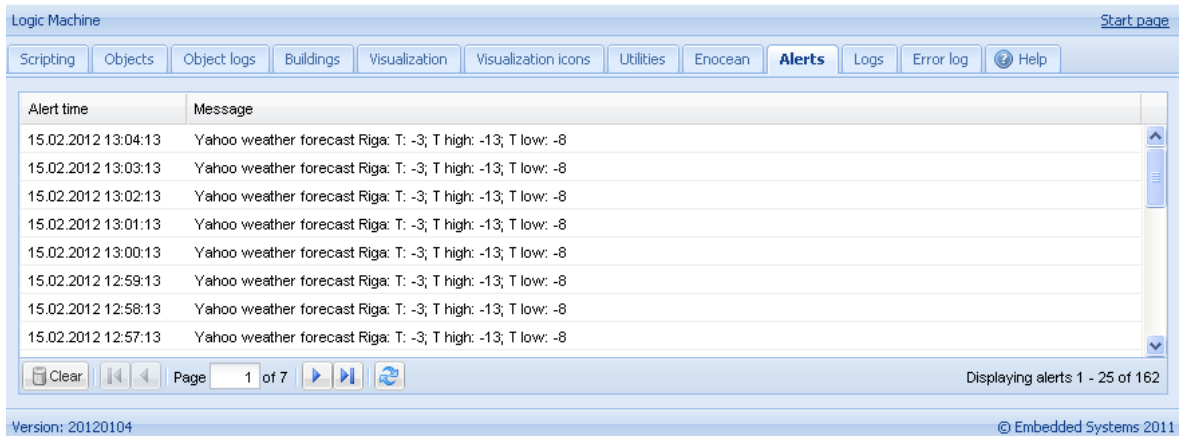 Logic Machine Start page
Scripting Objects Object logs Buildings Visualization Visualization icons Utilities Enocean Alerts Logs Error log Help
Alert time Message
15.02.2012 13:04:13 Yahoo weather forecast Riga: T: -3; T high: -13; T low: -8
15.02.2012 13:03:13 Yahoo weather forecast Riga: T: -3; T high: -13; T low: -8
15.02.2012 13:02:13 Yahoo weather forecast Riga: T: -3; T high: -13; T low: -8
15.02.2012 13:01:13 Yahoo weather forecast Riga: T: -3; T high: -13; T low: -8
15.02.2012 13:00:13 Yahoo weather forecast Riga: T: -3; T high: -13; T low: -8
15.02.2012 12:59:13 Yahoo weather forecast Riga: T: -3; T high: -13; T low: -8
15.02.2012 12:58:13 Yahoo weather forecast Riga: T: -3; T high: -13; T low: -8
15.02.2012 12:57:13 Yahoo weather forecast Riga: T: -3; T high: -13; T low: -8
Clear Page 1 of 7 Displaying alerts 1 - 25 of 162
Version: 20120104 © Embedded Systems 2011